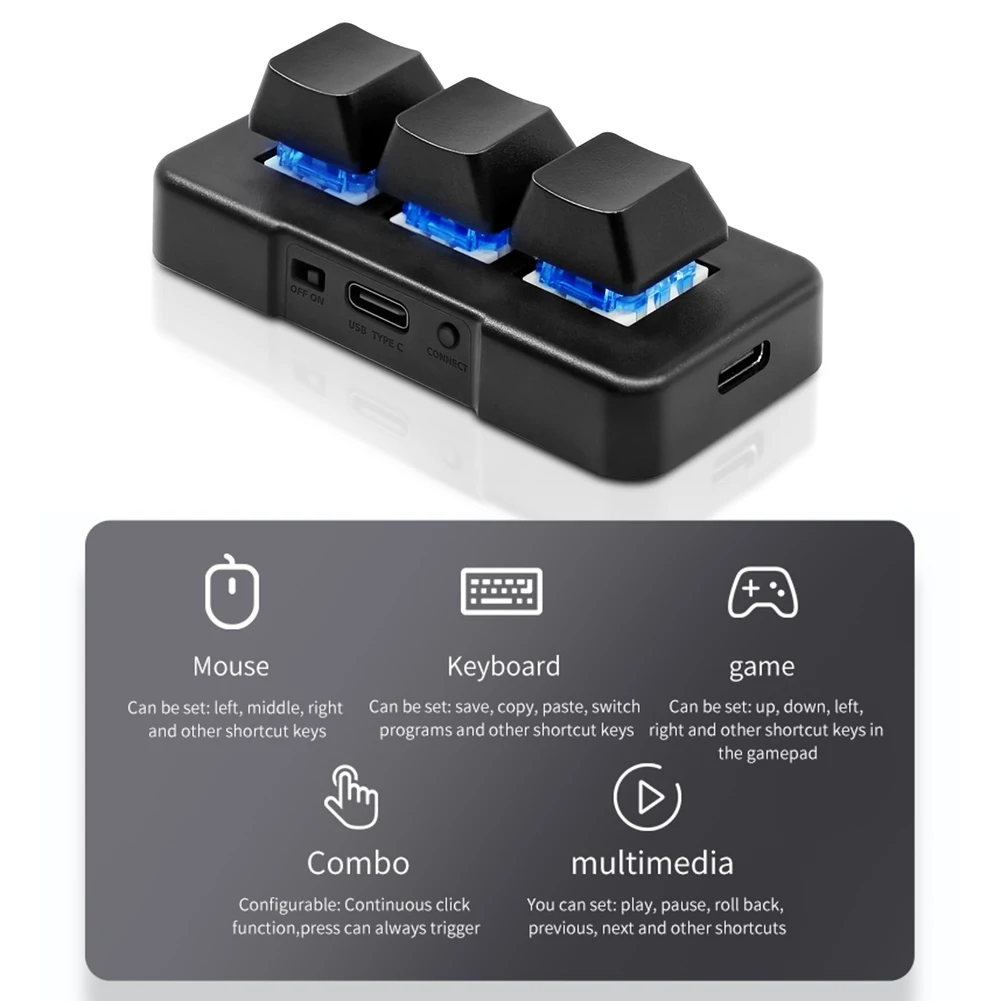 OFF ON
USB TYPE C
CONNECT
Mouse
Can be set: left, middle, right
and other shortcut keys
Keyboard
Can be set: save, copy, paste, switch
programs and other shortcut keys
game
Can be set: up, down, left,
right and other shortcut keys in
the gamepad
Combo
Configurable: Continuous click
function,press can always trigger
multimedia
You can set: play, pause, roll back,
previous, next and other shortcuts